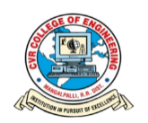 CVR COLLEGE OF ENGINEERING
MANGALPALLI, R.R. DIST.
INSTITUTION IN PURSUIT OF EXCELLENCE